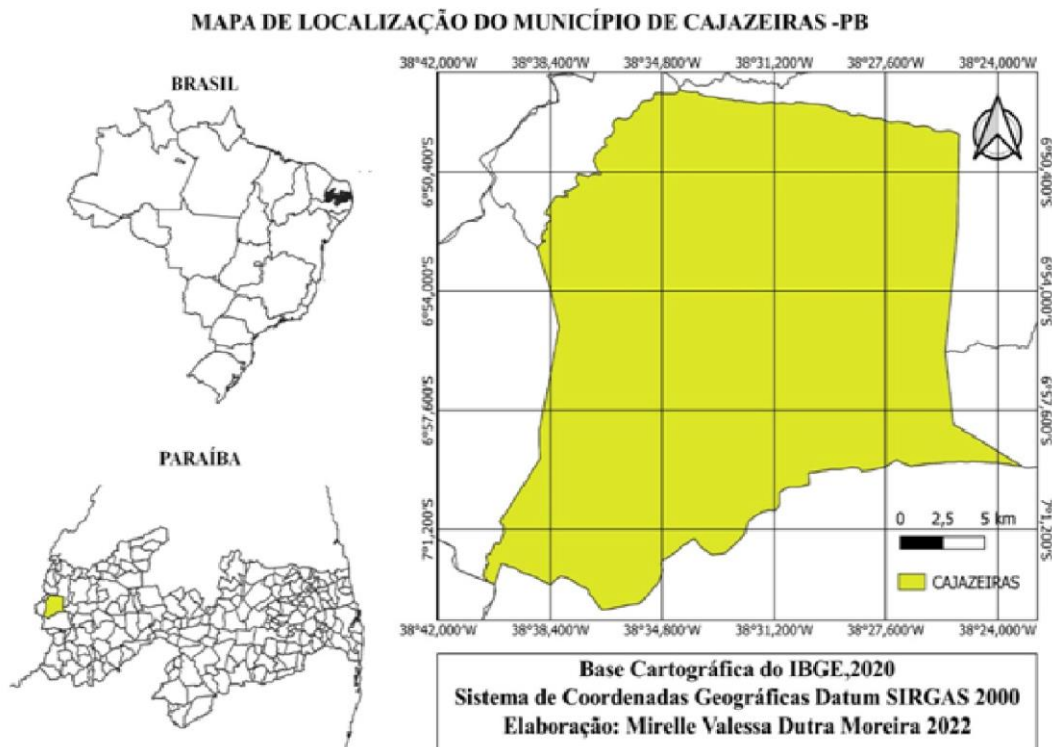 MAPA DE LOCALIZAÇÃO DO MUNICÍPIO DE CAJAZEIRAS -PB
BRASIL
PARAÍBA
38°42,000'W 38°38,400'W 38°34,800'W 38°31,200'W 38°27,600'W 38°24,000'W
6°50,400'S 6°50,400'S
6°54,000'S 6°54,000'S
6°57,600'S 6°57,600'S
7°1,200'S 7°1,200'S
0 2,5 5 km
CAJAZEIRAS
38°42,000'W 38°38,400'W 38°34,800'W 38°31,200'W 38°27,600'W 38°24,000'W
Base Cartográfica do IBGE,2020
Sistema de Coordenadas Geográficas Datum SIRGAS 2000
Elaboração: Mirelle Valessa Dutra Moreira 2022